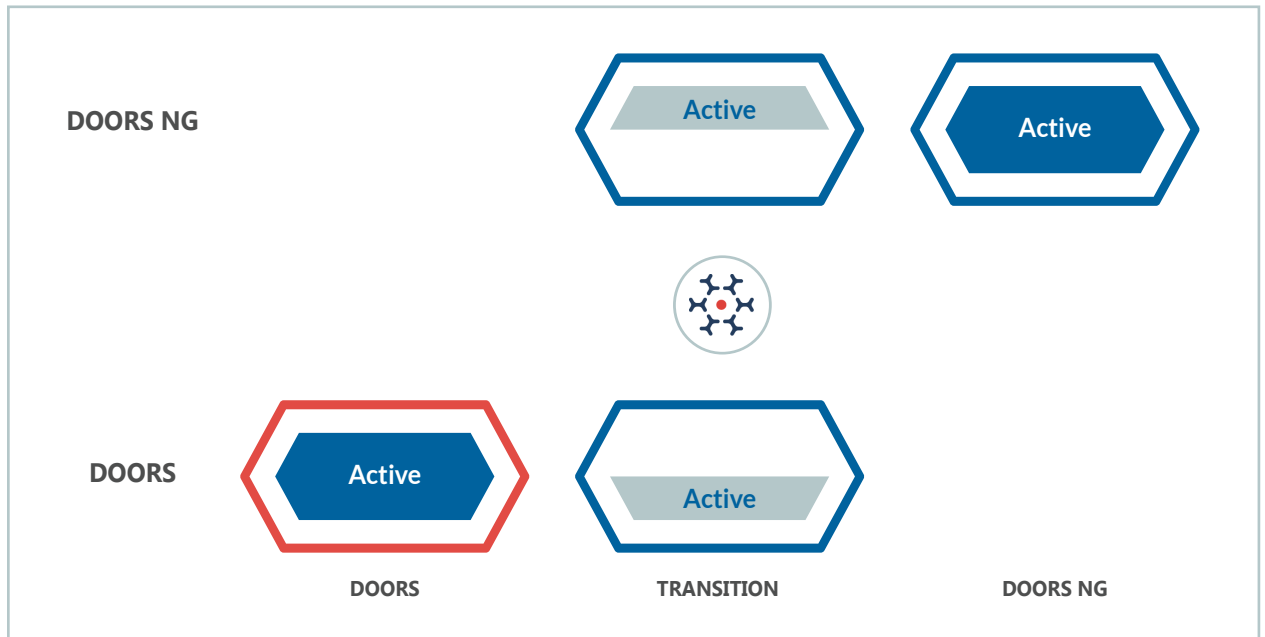 DOORS NG
Active
Active
DOORS
Active
Active
DOORS
TRANSITION
DOORS NG